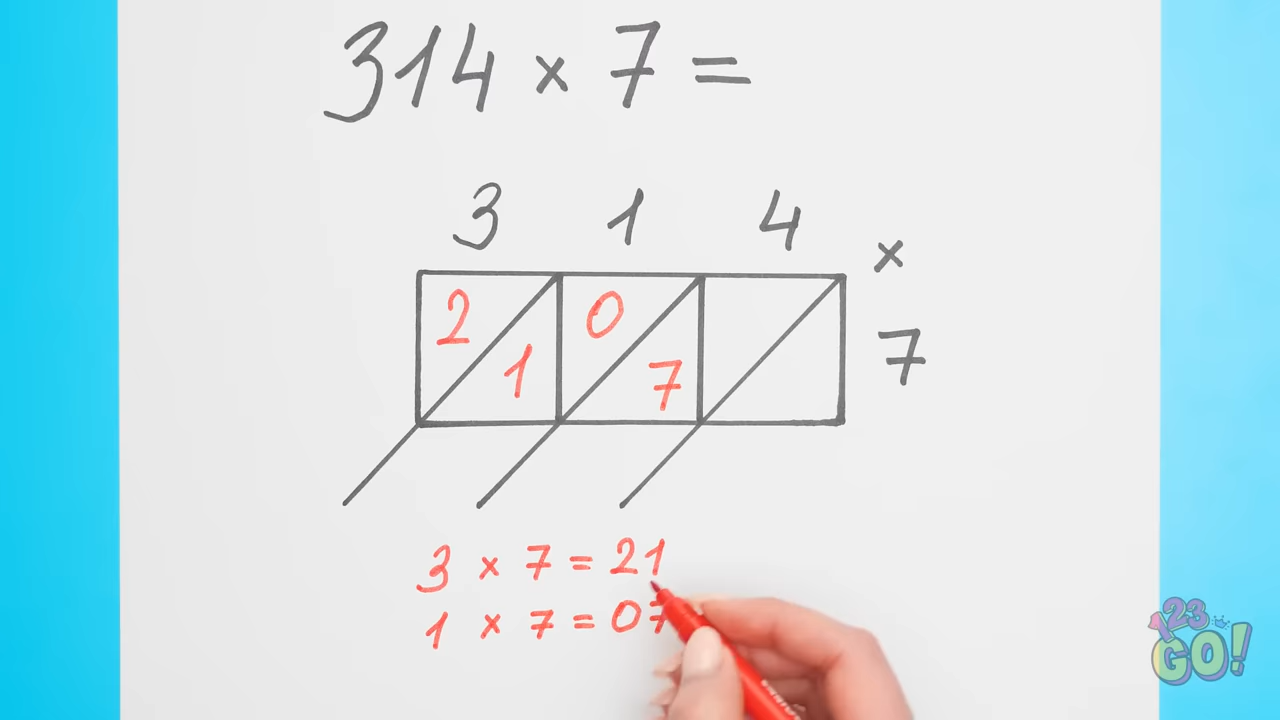 314 × 7 =
3 1 4 ×
2 1 0 7 7
3 × 7 = 21
1 × 7 = 07
123 GO!